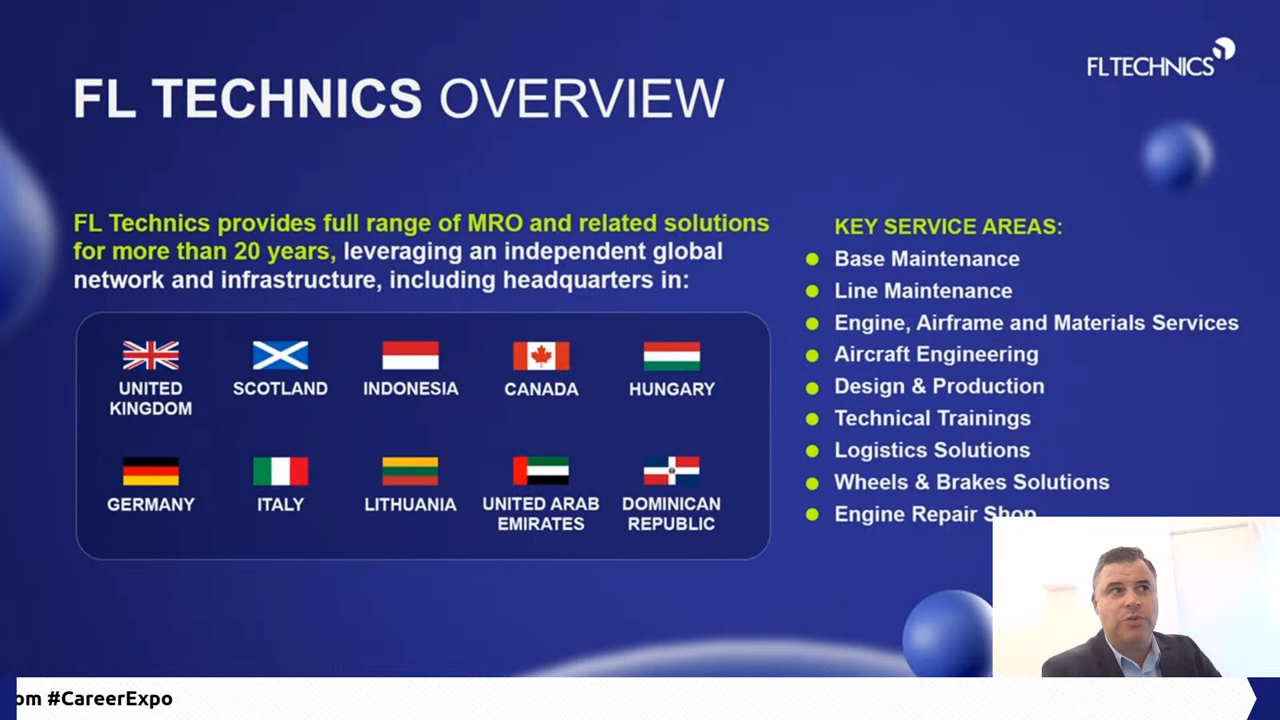 FL TECHNICS
FL TECHNICS OVERVIEW
FL Technics provides full range of MRO and related solutions
for more than 20 years, leveraging an independent global
network and infrastructure, including headquarters in:
UNITED
KINGDOM
SCOTLAND
INDONESIA
CANADA
HUNGARY
GERMANY
ITALY
LITHUANIA
UNITED ARAB
EMIRATES
DOMINICAN
REPUBLIC
KEY SERVICE AREAS:
Base Maintenance
Line Maintenance
Engine, Airframe and Materials Services
Aircraft Engineering
Design & Production
Technical Trainings
Logistics Solutions
Wheels & Brakes Solutions
Engine Repair Shop
om #CareerExpo